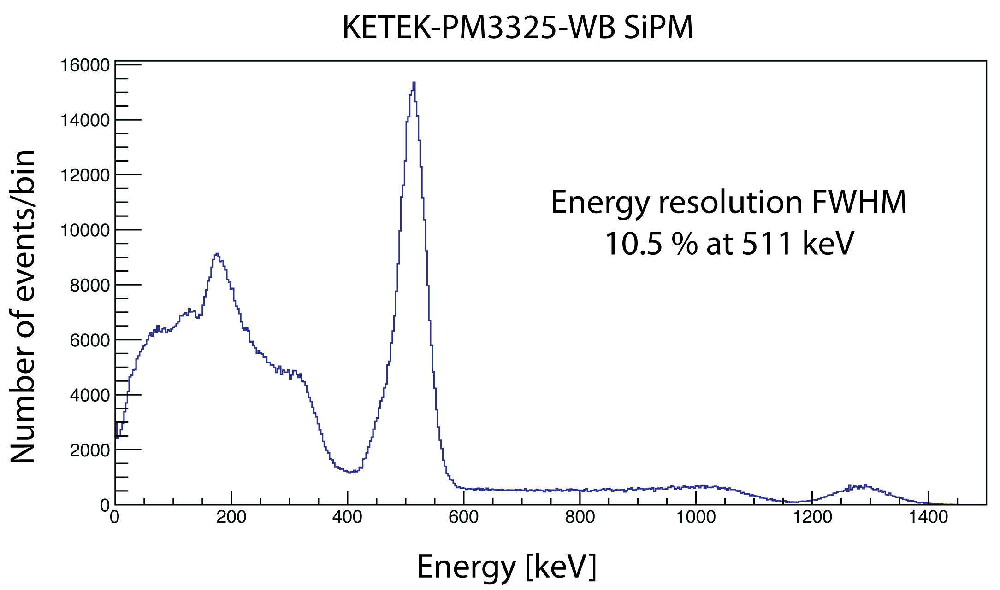 KETEK-PM3325-WB SiPM
16000
14000
12000
10000
8000
6000
4000
2000
0
Number of events/bin
Energy resolution FWHM
10.5 % at 511 keV
0 200 400 600 800 1000 1200 1400
Energy [keV]